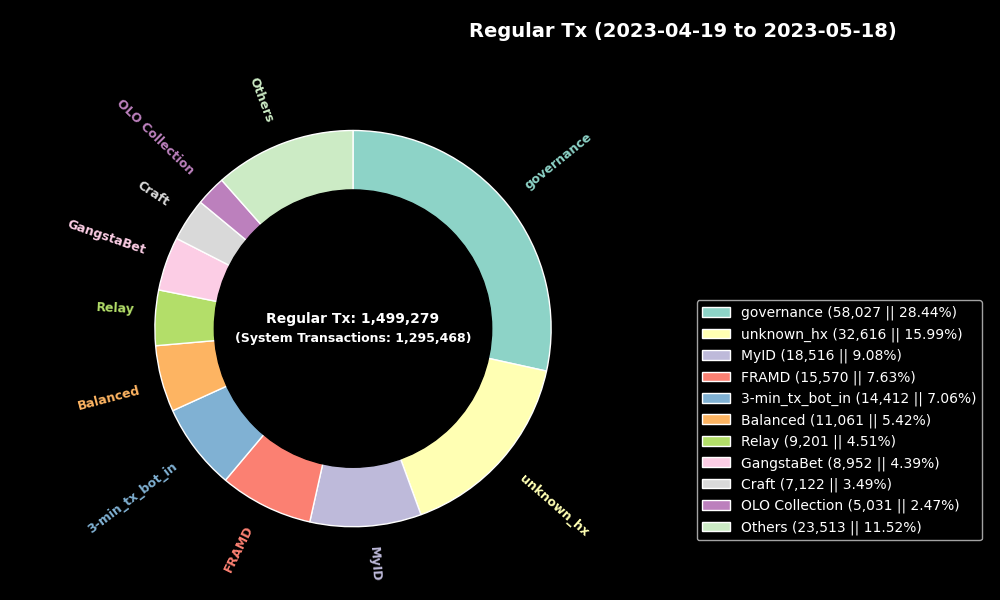 Regular Tx (2023-04-19 to 2023-05-18)
Others
OLO Collection
governance
Craft
GangstaBet
Relay
Regular Tx: 1,499,279
(System Transactions: 1,295,468)
Balanced
3-min_tx_bot_in
unknown_hx
FRAMD
MyID
governance (58,027 || 28.44%)
unknown_hx (32,616 || 15.99%)
MyID (18,516 || 9.08%)
FRAMD (15,570 || 7.63%)
3-min_tx_bot_in (14,412 || 7.06%)
Balanced (11,061 || 5.42%)
Relay (9,201 || 4.51%)
GangstaBet (8,952 || 4.39%)
Craft (7,122 || 3.49%)
OLO Collection (5,031 || 2.47%)
Others (23,513 || 11.52%)